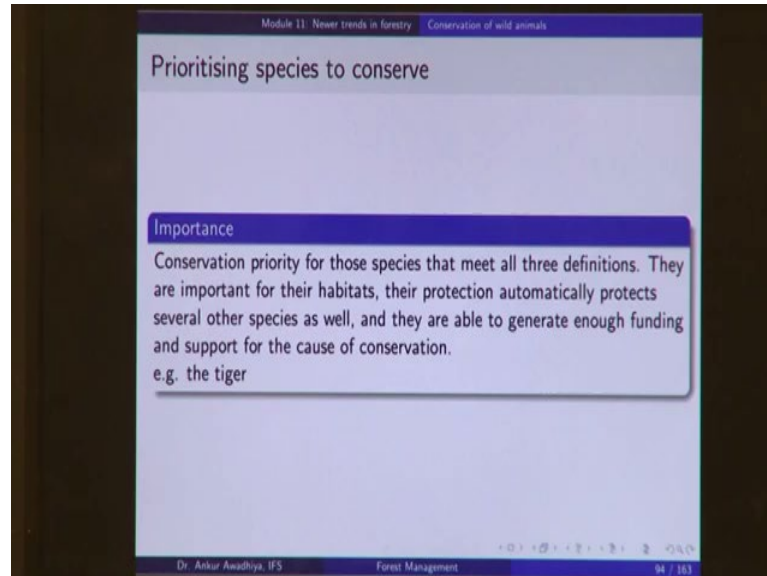 Module 11: Newer trends in forestry Conservation of wild animals
Prioritising species to conserve
Importance
Conservation priority for those species that meet all three definitions. They
are important for their habitats, their protection automatically protects
several other species as well, and they are able to generate enough funding
and support for the cause of conservation.
e.g. the tiger
Dr. Ankur Awadhiya, IFS Forest Management 94 / 163